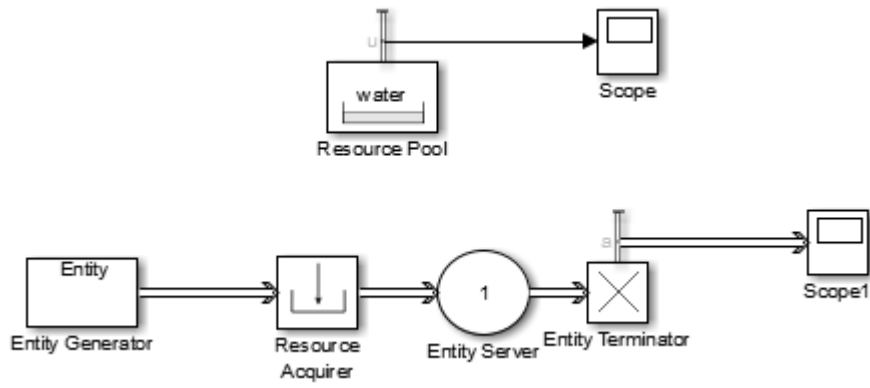 u
water
Scope
Resource Pool
a
Entity
1
Scope1
Entity Generator
Resource
Acquirer
Entity Server
Entity Terminator